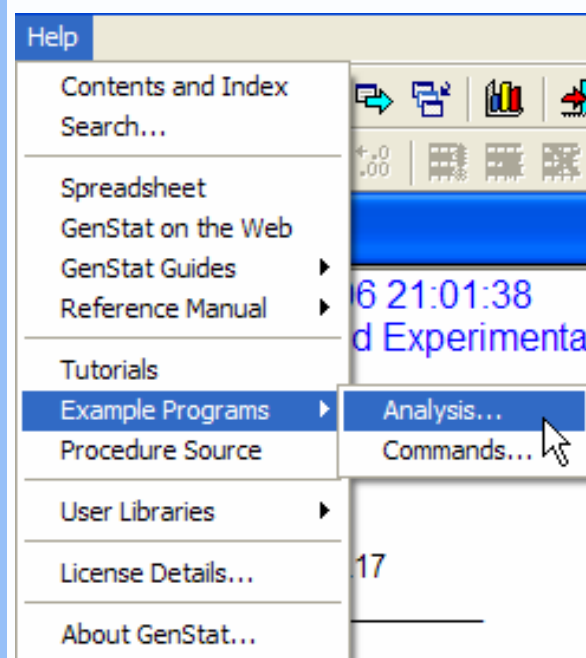 Help
Contents and Index
Search...
Spreadsheet
GenStat on the Web
GenStat Guides
Reference Manual
6 21:01:38
d Experimenta
Tutorials
Example Programs
Analysis...
Procedure Source
Commands...
User Libraries
License Details...
17
About GenStat...